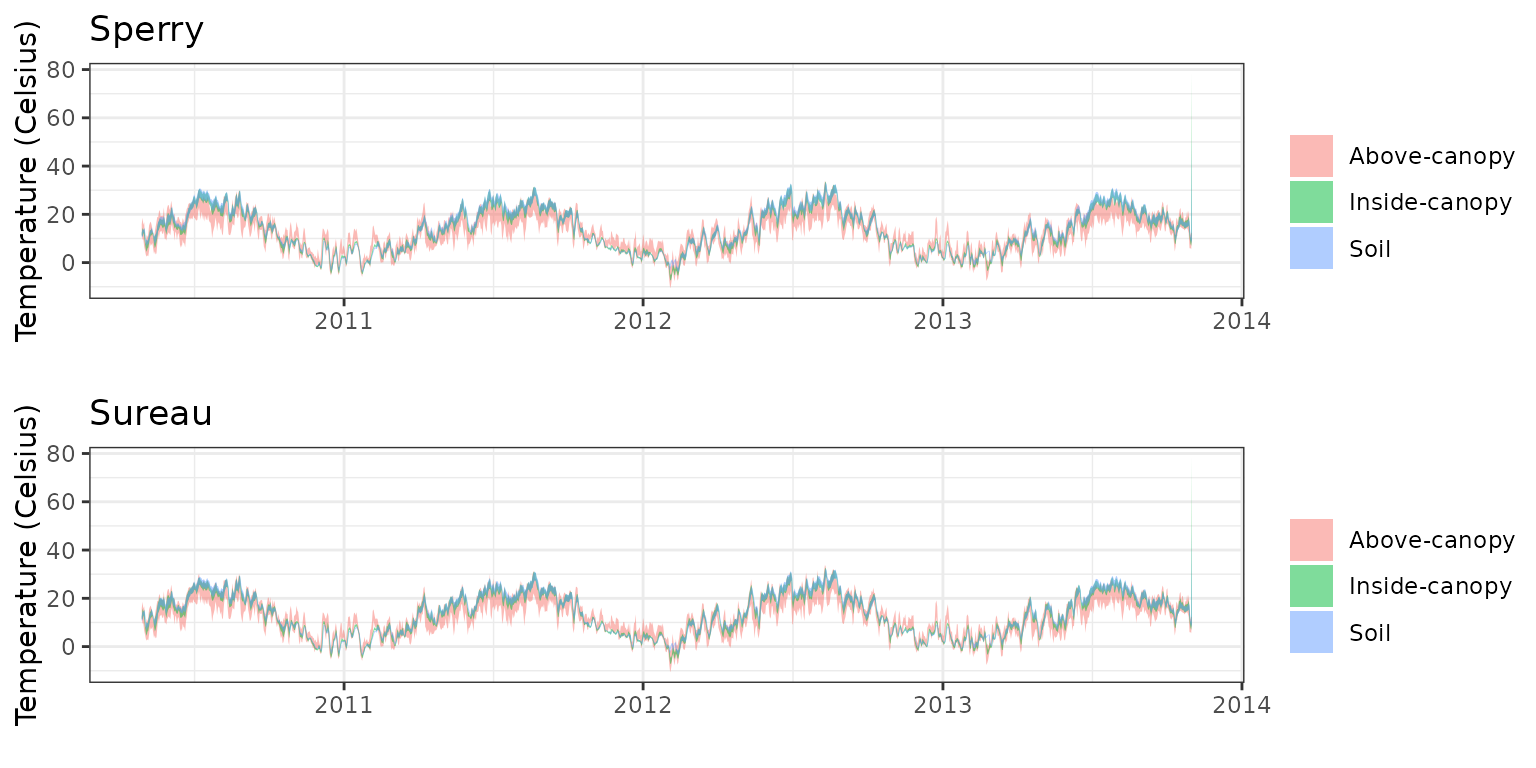 Sperry
Temperature (Celsius)
80
60
40
20
0
2011 2012 2013 2014
Above-canopy
Inside-canopy
Soil
Sureau
Temperature (Celsius)
80
60
40
20
0
2011 2012 2013 2014
Above-canopy
Inside-canopy
Soil